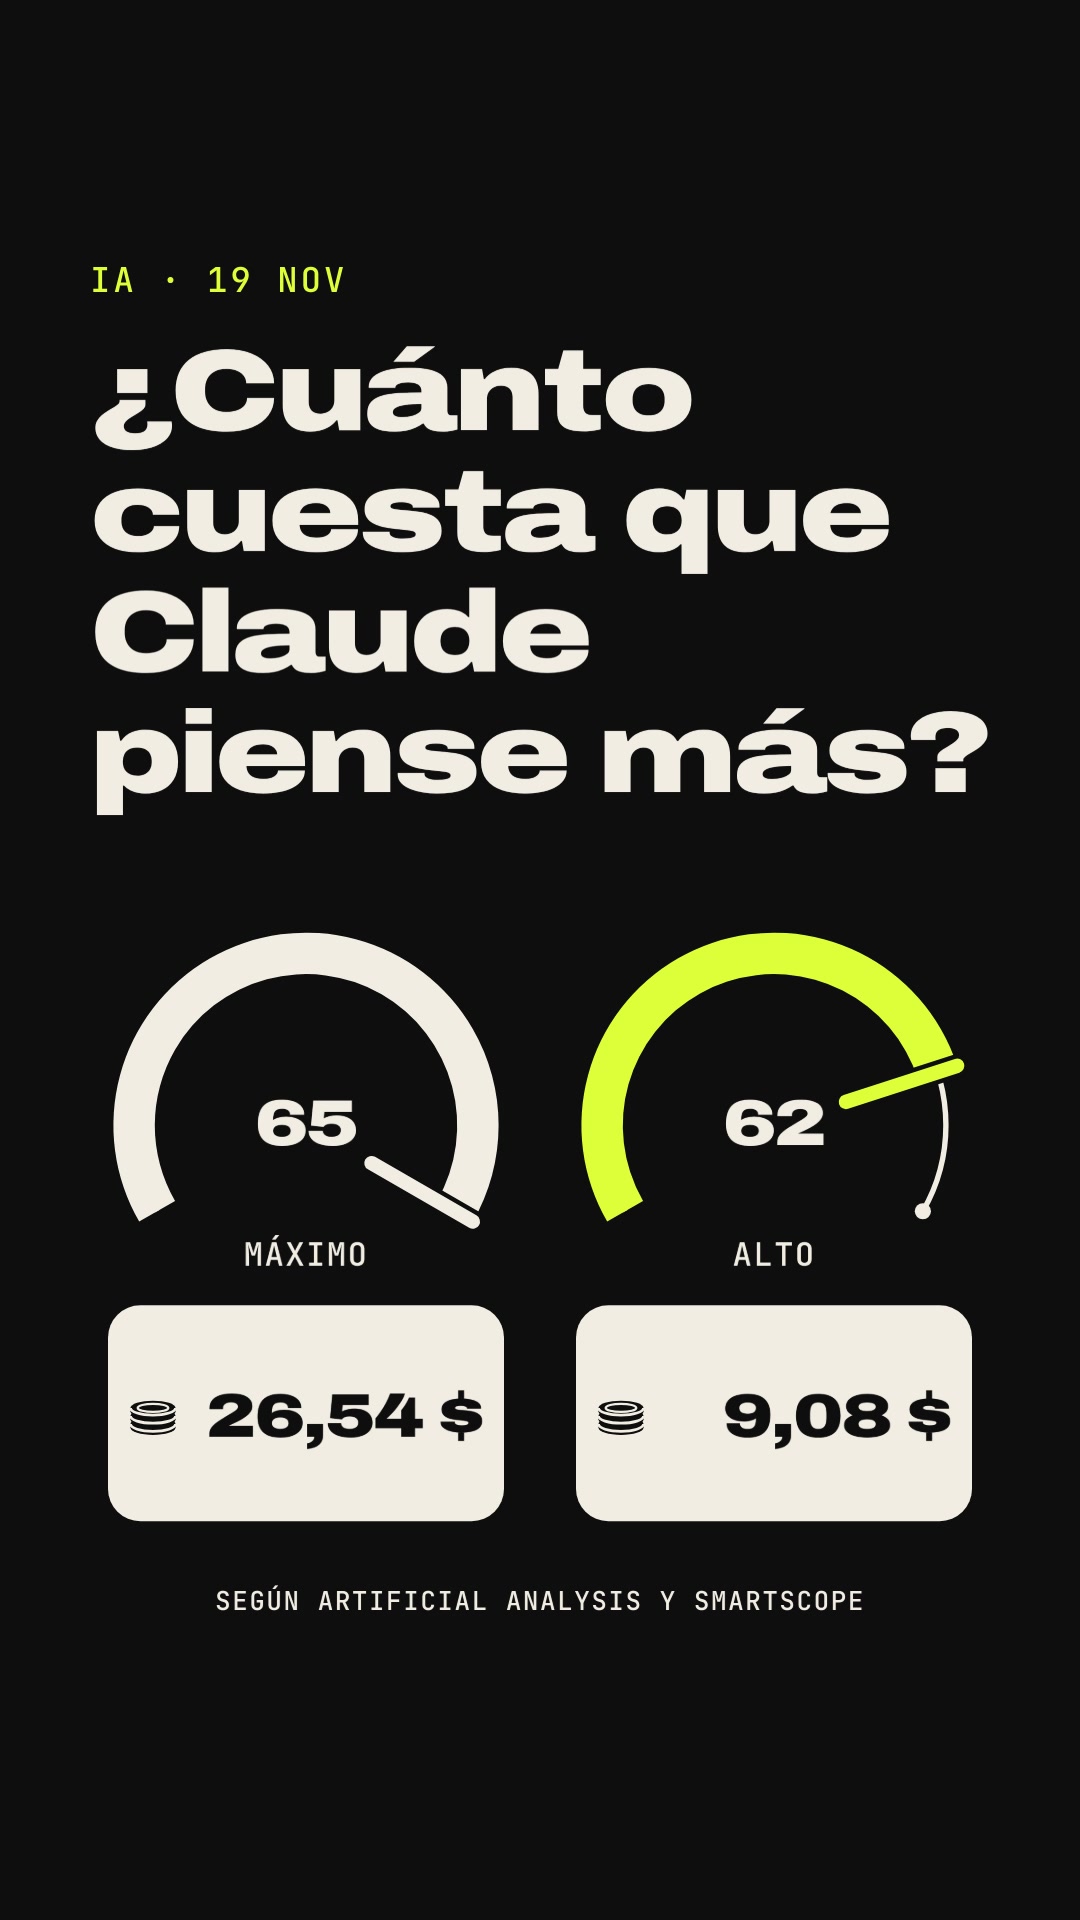 IA · 19 NOV
¿Cuánto
cuesta que
Claude
piense más?
65
62
MÁXIMO
ALTO
26,54 $
9,08 $
SEGÚN ARTIFICIAL ANALYSIS Y SMARTSCOPE